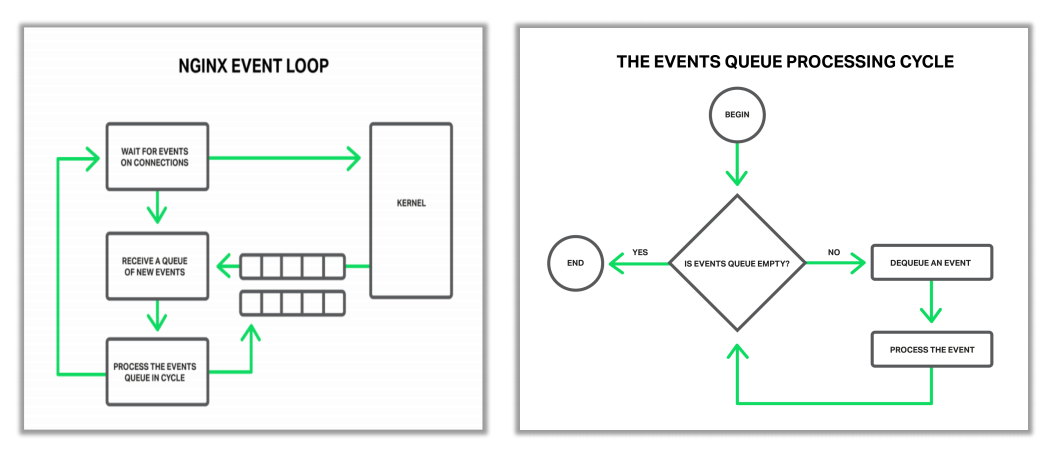 NGINX EVENT LOOP
WAIT FOR EVENTS
ON CONNECTIONS
KERNEL
RECEIVE A QUEUE
OF NEW EVENTS
PROCESS THE EVENTS
QUEUE IN CYCLE
THE EVENTS QUEUE PROCESSING CYCLE
BEGIN
END
YES
IS EVENTS QUEUE EMPTY?
NO
DEQUEUE AN EVENT
PROCESS THE EVENT